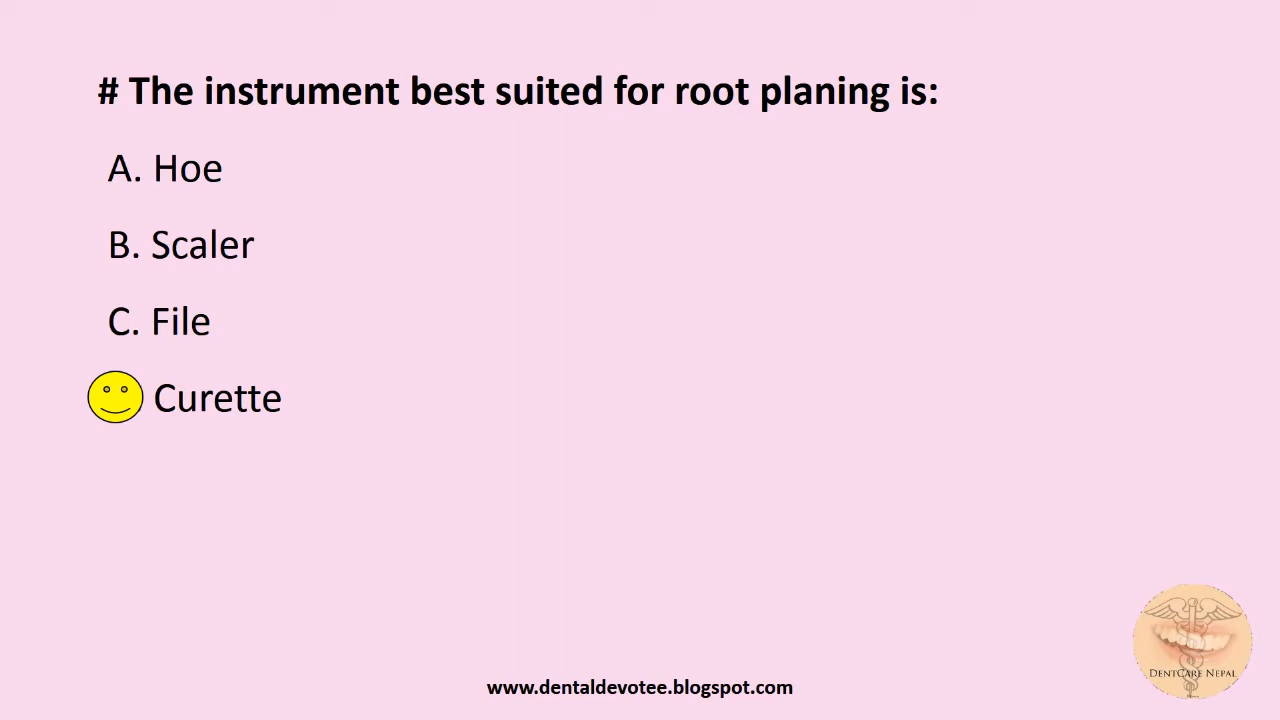 # The instrument best suited for root planing is:
A. Hoe
B. Scaler
C. File
Curette
DentCare Nepal
www.dentaldevotee.blogspot.com